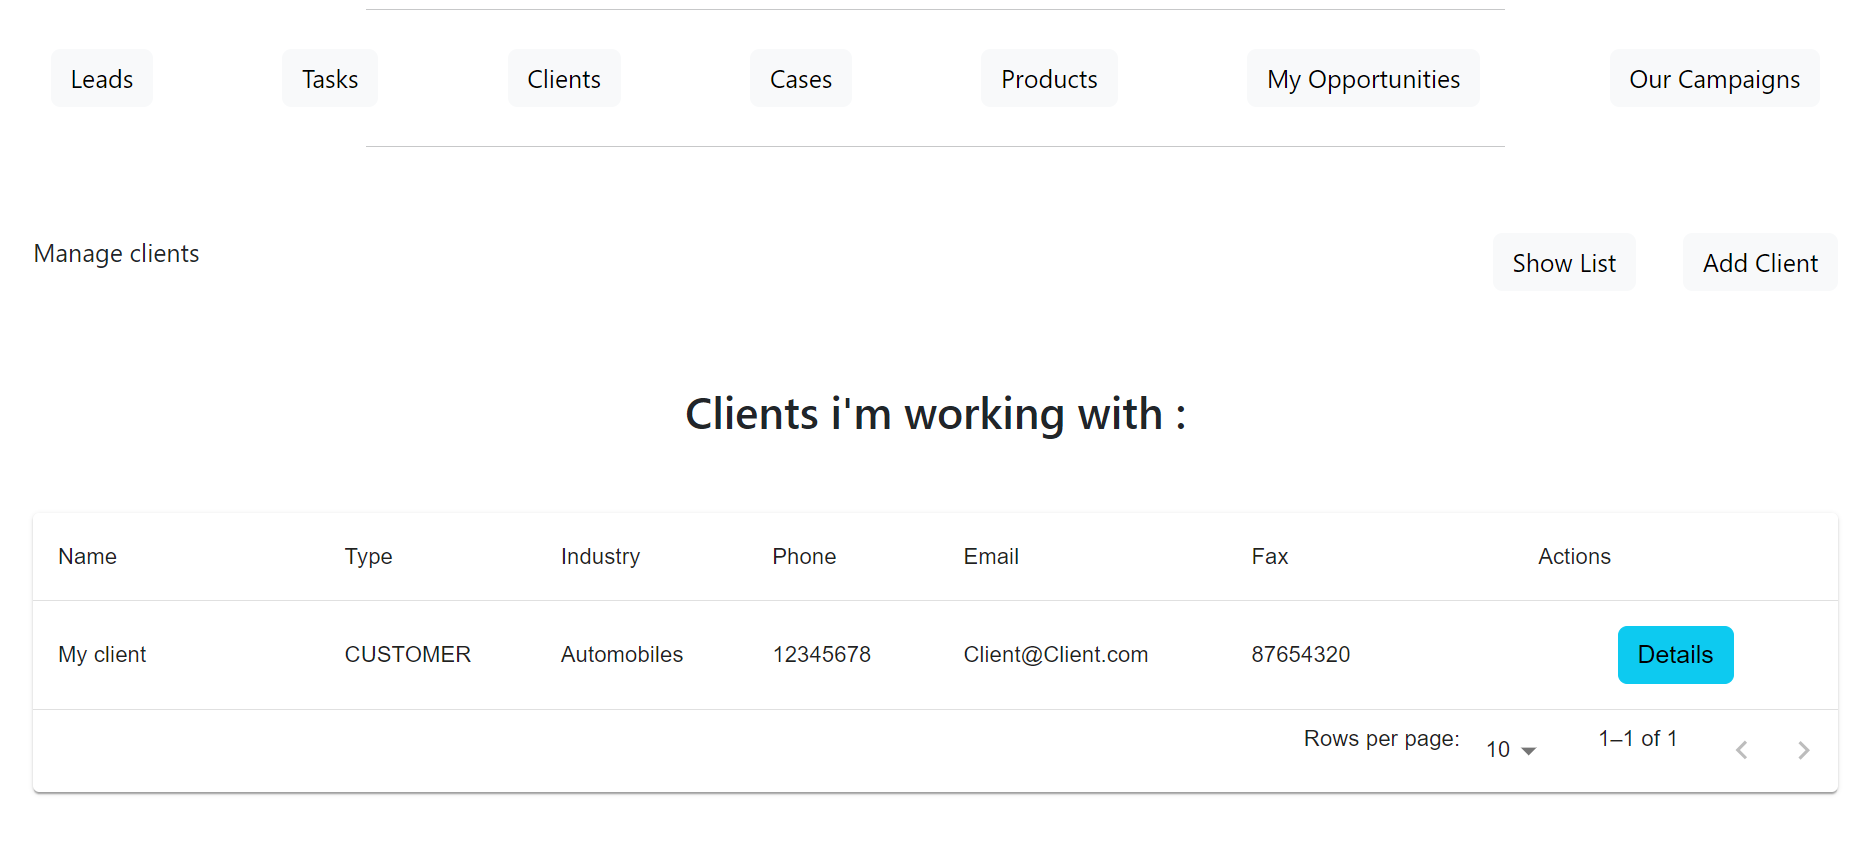 Leads Tasks Clients Cases Products My Opportunities Our Campaigns
Manage clients Show List Add Client
Clients i'm working with :
Name Type Industry Phone Email Fax Actions
My client CUSTOMER Automobiles 12345678 Client@Client.com 87654320 Details
Rows per page: 10 1–1 of 1